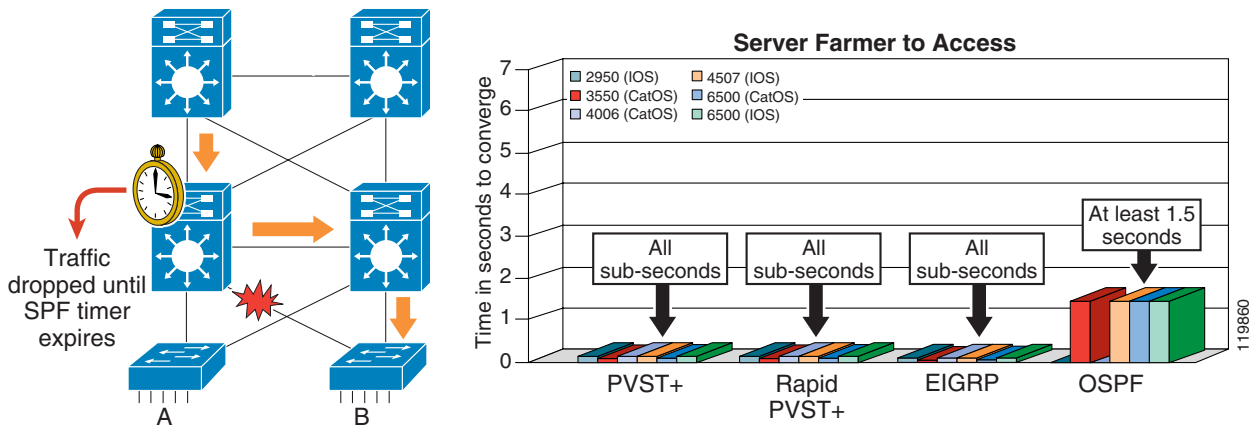 Traffic
dropped until
SPF timer
expires
A
B
Server Farmer to Access
Time in seconds to converge
7
6
5
4
3
2
1
0
2950 (IOS)
3550 (CatOS)
4006 (CatOS)
4507 (IOS)
6500 (CatOS)
6500 (IOS)
All
sub-seconds
All
sub-seconds
All
sub-seconds
At least 1.5
seconds
PVST+
Rapid
PVST+
EIGRP
OSPF
119860